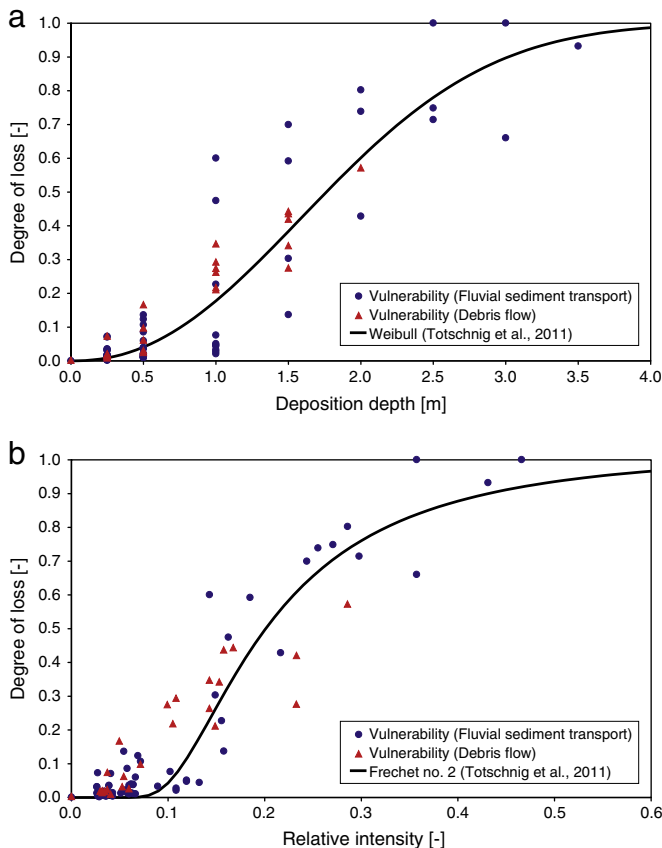 a
1.0
0.9
0.8
0.7
0.6
0.5
0.4
0.3
0.2
0.1
0.0
Degree of loss [-]
Vulnerability (Fluvial sediment transport)
Vulnerability (Debris flow)
Weibull (Totschnig et al., 2011)
0.0 0.5 1.0 1.5 2.0 2.5 3.0 3.5 4.0
Deposition depth [m]
b
1.0
0.9
0.8
0.7
0.6
0.5
0.4
0.3
0.2
0.1
0.0
Degree of loss [-]
Vulnerability (Fluvial sediment transport)
Vulnerability (Debris flow)
Frechet no. 2 (Totschnig et al., 2011)
0.0 0.1 0.2 0.3 0.4 0.5 0.6
Relative intensity [-]